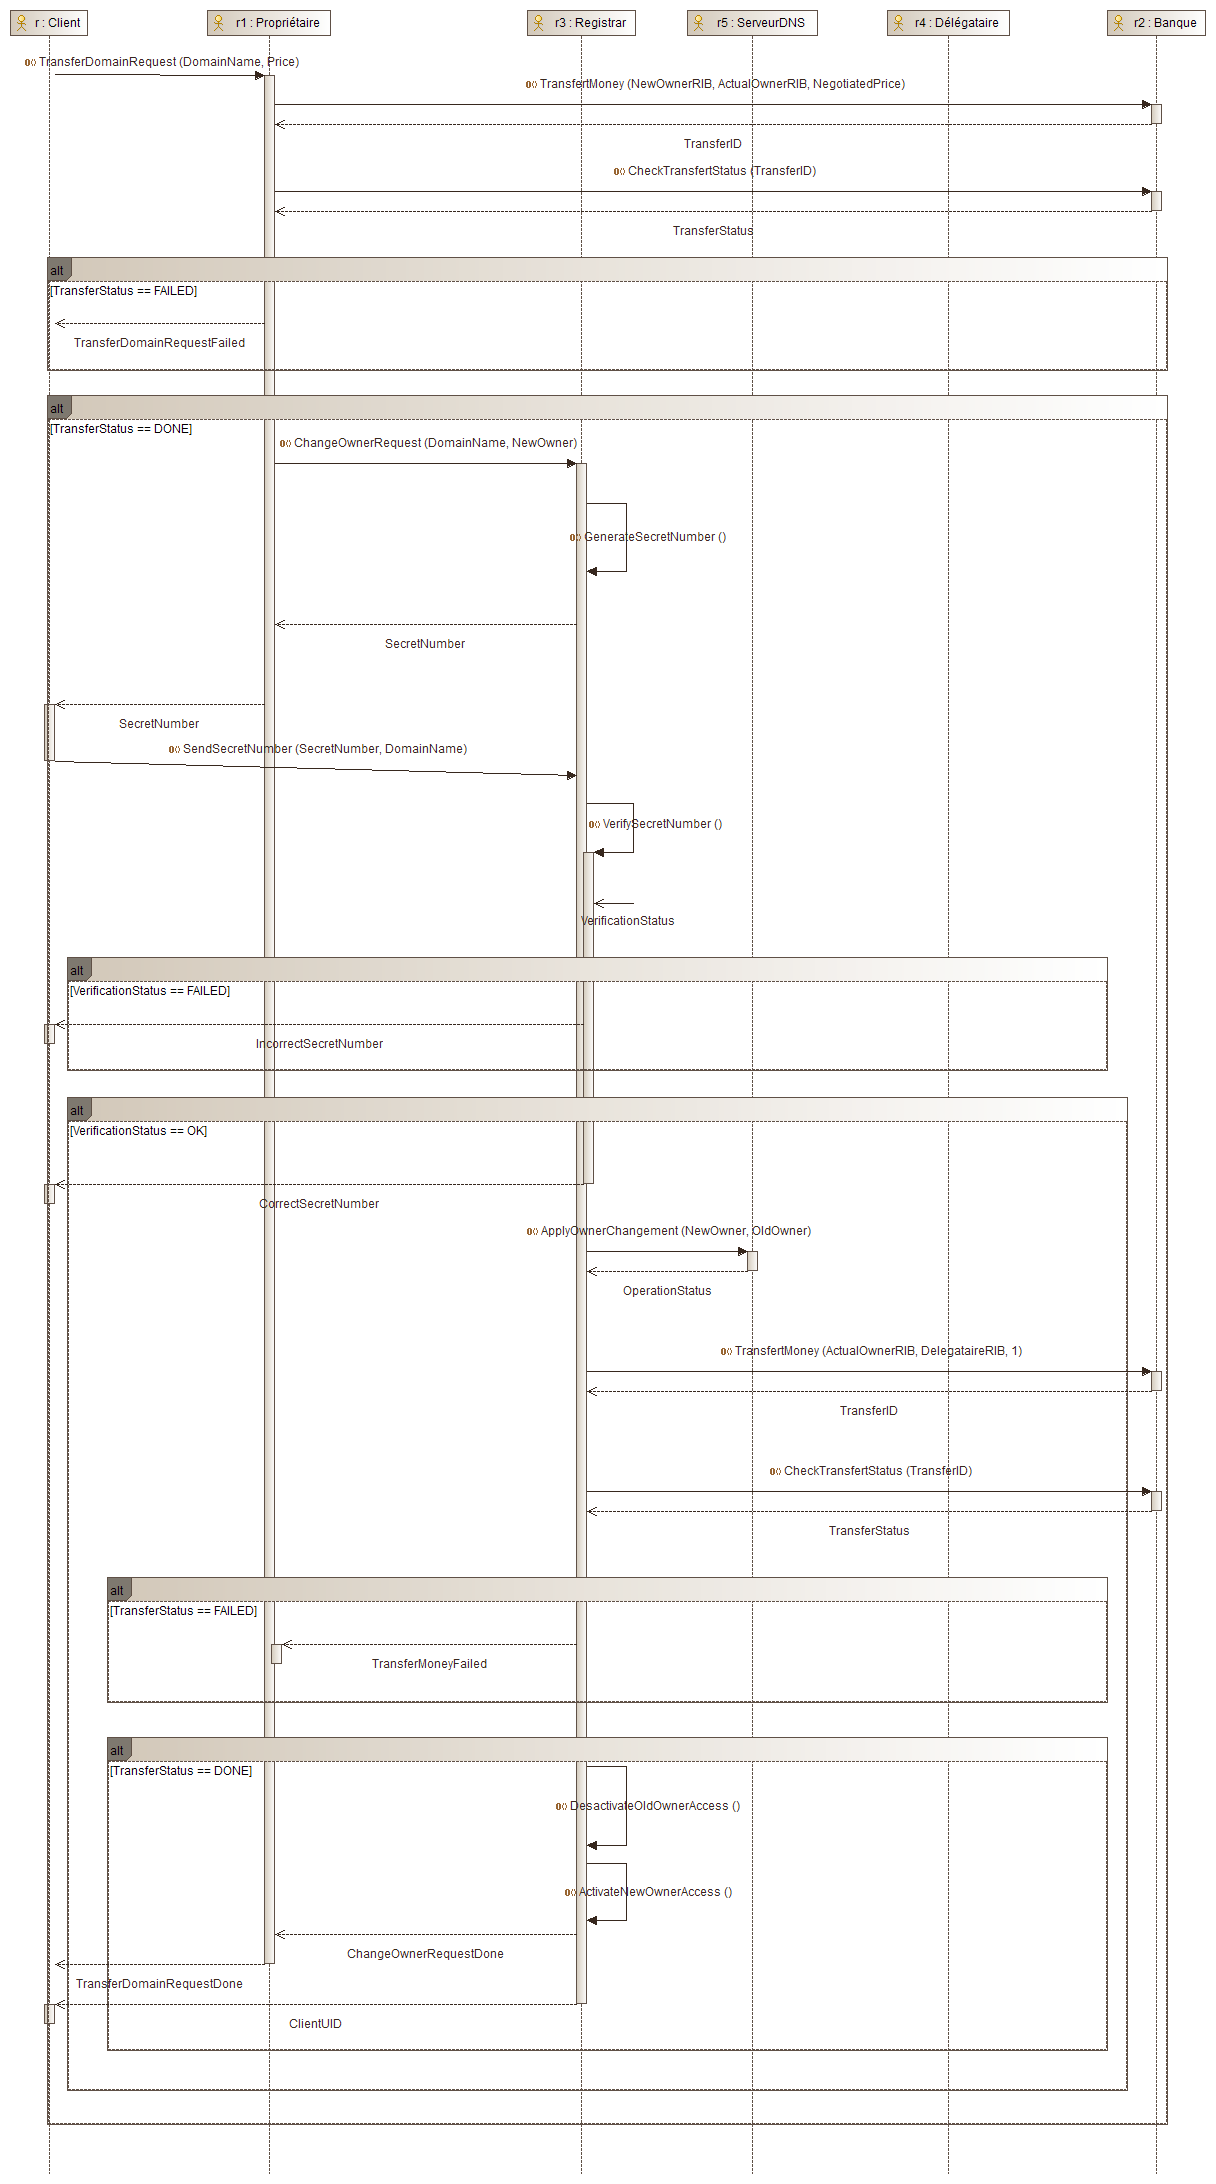 r : Client
r1 : Propriétaire
r3 : Registrar
r5 : ServeurDNS
r4 : Délégataire
r2 : Banque
TransferDomainRequest (DomainName, Price)
TransfertMoney (NewOwnerRIB, ActualOwnerRIB, NegotiatedPrice)
TransferID
CheckTransfertStatus (TransferID)
TransferStatus
alt
[TransferStatus == FAILED]
TransferDomainRequestFailed
alt
[TransferStatus == DONE]
ChangeOwnerRequest (DomainName, NewOwner)
GenerateSecretNumber ()
SecretNumber
SecretNumber
SendSecretNumber (SecretNumber, DomainName)
VerifySecretNumber ()
VerificationStatus
alt
[VerificationStatus == FAILED]
IncorrectSecretNumber
alt
[VerificationStatus == OK]
CorrectSecretNumber
ApplyOwnerChangement (NewOwner, OldOwner)
OperationStatus
TransfertMoney (ActualOwnerRIB, DelegataireRIB, 1)
TransferID
CheckTransfertStatus (TransferID)
TransferStatus
alt
[TransferStatus == FAILED]
TransferMoneyFailed
alt
[TransferStatus == DONE]
DesactivateOldOwnerAccess ()
ActivateNewOwnerAccess ()
ChangeOwnerRequestDone
TransferDomainRequestDone
ClientUID